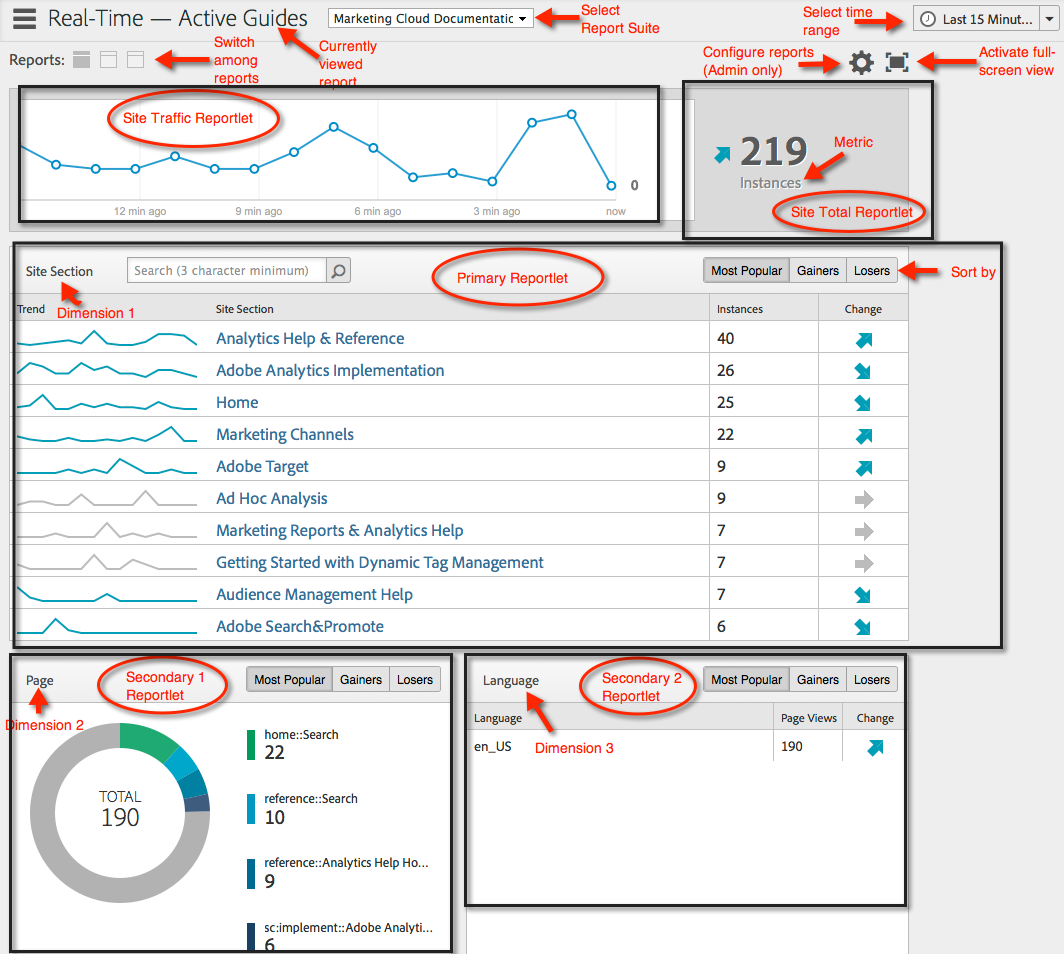 Real-Time — Active Guides
Marketing Cloud Documentatic
Select
Report Suite
Select time
range
Last 15 Minut...
Reports:
Switch
among
reports
Currently
viewed
report
Configure reports
(Admin only)
Activate full-
screen view
Site Traffic Reportlet
0
12 min ago
9 min ago
6 min ago
3 min ago
now
219
Instances
Metric
Site Total Reportlet
Site Section
Search (3 character minimum)
Primary Reportlet
Most Popular
Gainers
Losers
Sort by
Dimension 1
Trend
Site Section
Instances
Change
Analytics Help & Reference
40
Adobe Analytics Implementation
26
Home
25
Marketing Channels
22
Adobe Target
9
Ad Hoc Analysis
9
Marketing Reports & Analytics Help
7
Getting Started with Dynamic Tag Management
7
Audience Management Help
7
Adobe Search&Promote
6
Page
Secondary 1
Reportlet
Most Popular
Gainers
Losers
Dimension 2
TOTAL
190
home::Search
22
reference::Search
10
reference::Analytics Help Ho...
9
sc:implement::Adobe Analyti...
6
Language
Secondary 2
Reportlet
Most Popular
Gainers
Losers
Language
Page Views
Change
en_US
190
Dimension 3